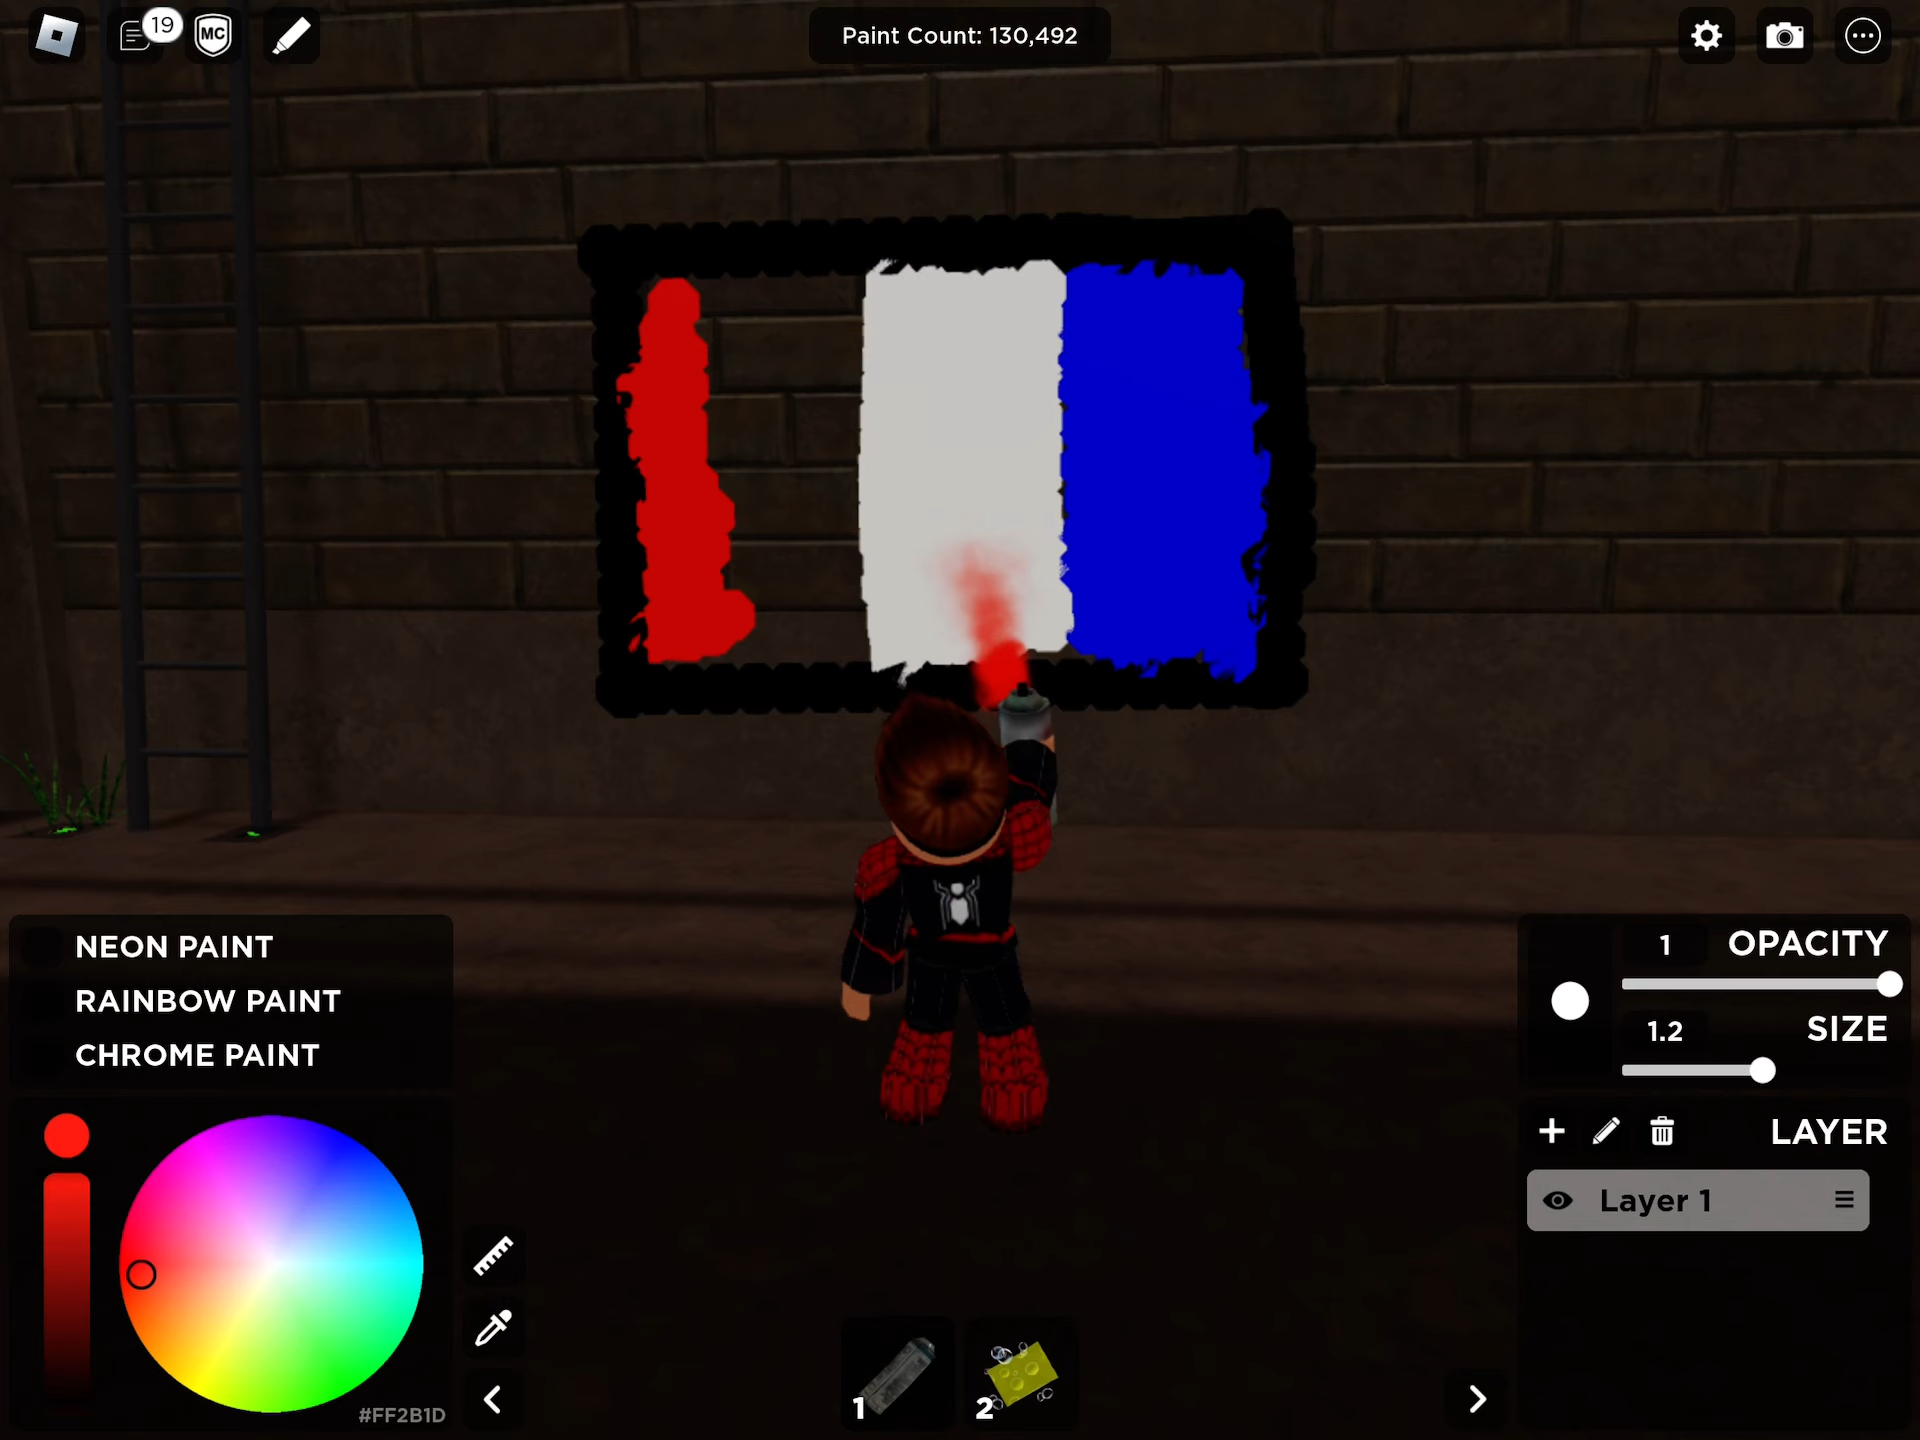 19
MC
Paint Count: 130,492
NEON PAINT
RAINBOW PAINT
CHROME PAINT
#FF2B1D
1
2
1 OPACITY
1.2 SIZE
LAYER
Layer 1